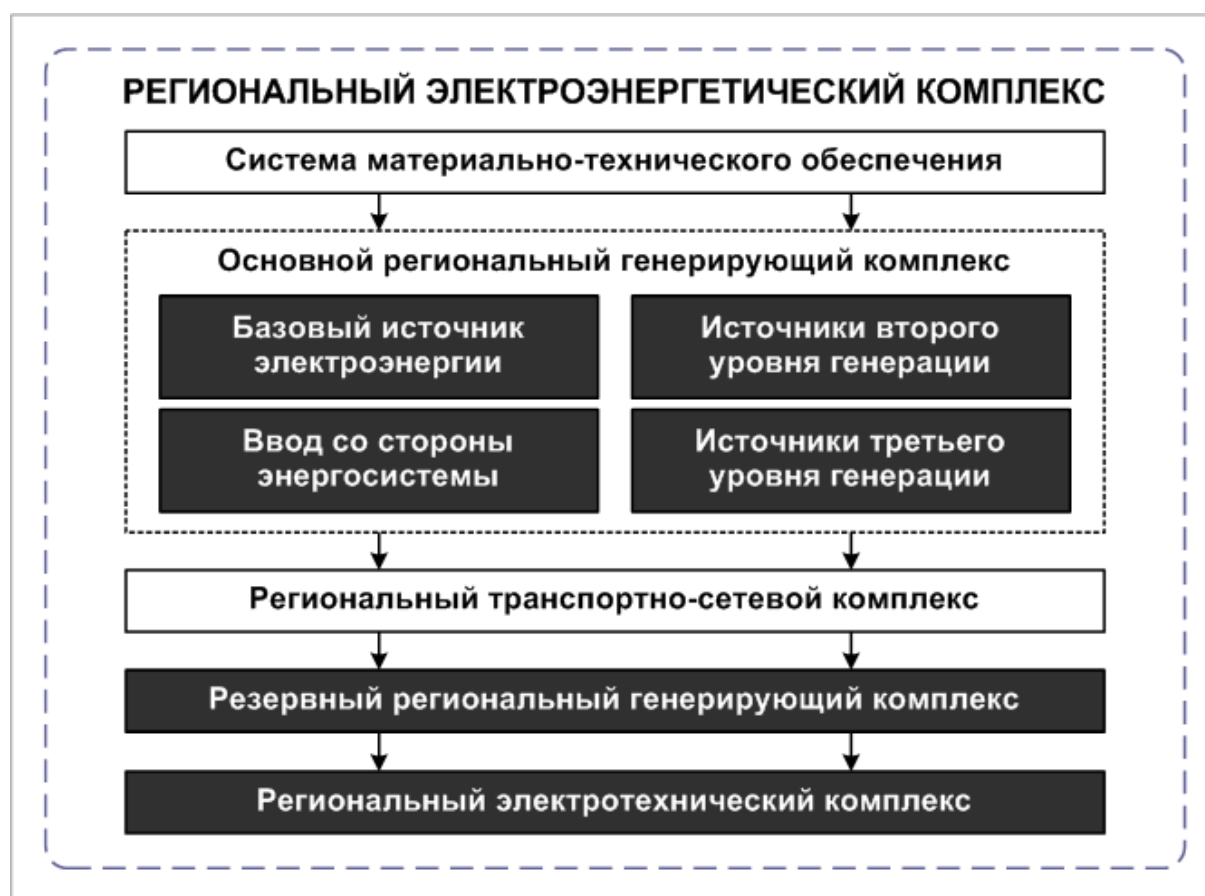 РЕГИОНАЛЬНЫЙ ЭЛЕКТРОЭНЕРГЕТИЧЕСКИЙ КОМПЛЕКС
Система материально-технического обеспечения
Основной региональный генерирующий комплекс
Базовый источник
электроэнергии
Источники второго
уровня генерации
Ввод со стороны
энергосистемы
Источники третьего
уровня генерации
Региональный транспортно-сетевой комплекс
Резервный региональный генерирующий комплекс
Региональный электротехнический комплекс